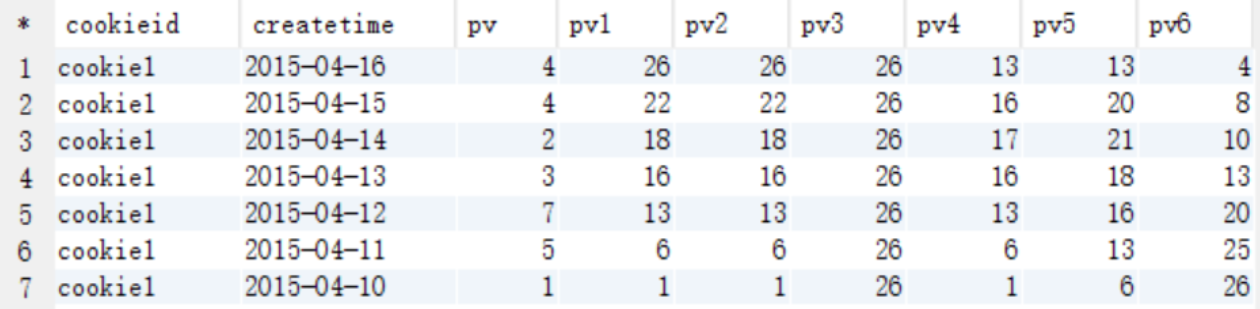 * cookieid createtime pv pv1 pv2 pv3 pv4 pv5 pv6
1 cookie1 2015-04-16 4 26 26 26 13 13 4
2 cookie1 2015-04-15 4 22 22 26 16 20 8
3 cookie1 2015-04-14 2 18 18 26 17 21 10
4 cookie1 2015-04-13 3 16 16 26 16 18 13
5 cookie1 2015-04-12 7 13 13 26 13 16 20
6 cookie1 2015-04-11 5 6 6 26 6 13 25
7 cookie1 2015-04-10 1 1 1 26 1 6 26